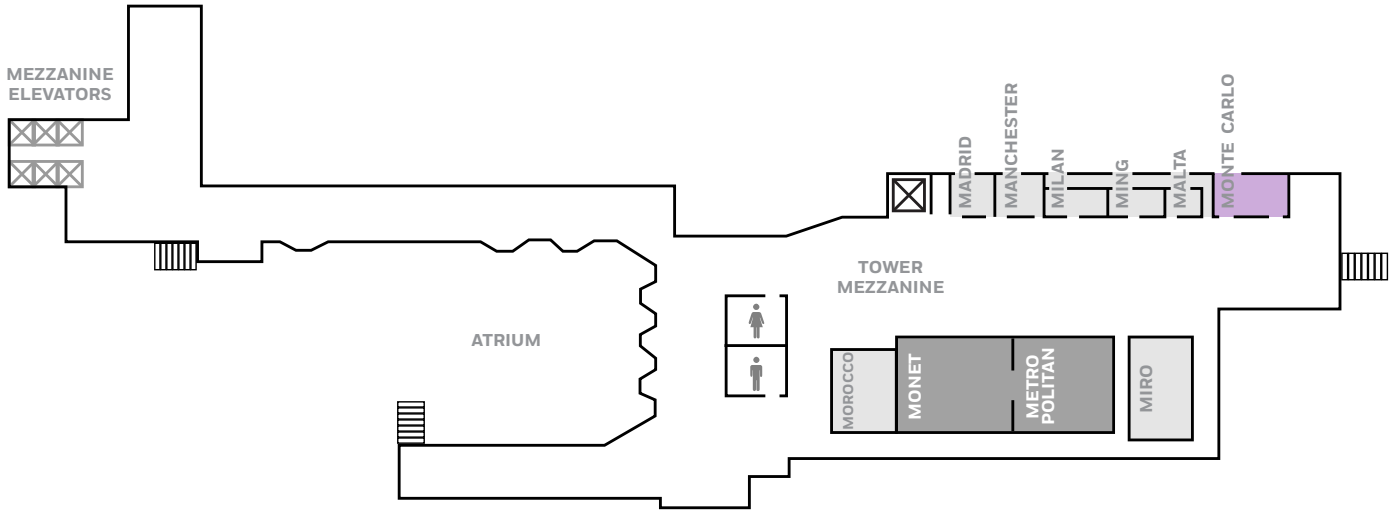 MEZZANINE
ELEVATORS
MADRID
MANCHESTER
MILAN
MING
MALTA
MONTE CARLO
TOWER
MEZZANINE
ATRIUM
MOROCCO
MONET
METRO
POLITAN
MIRO